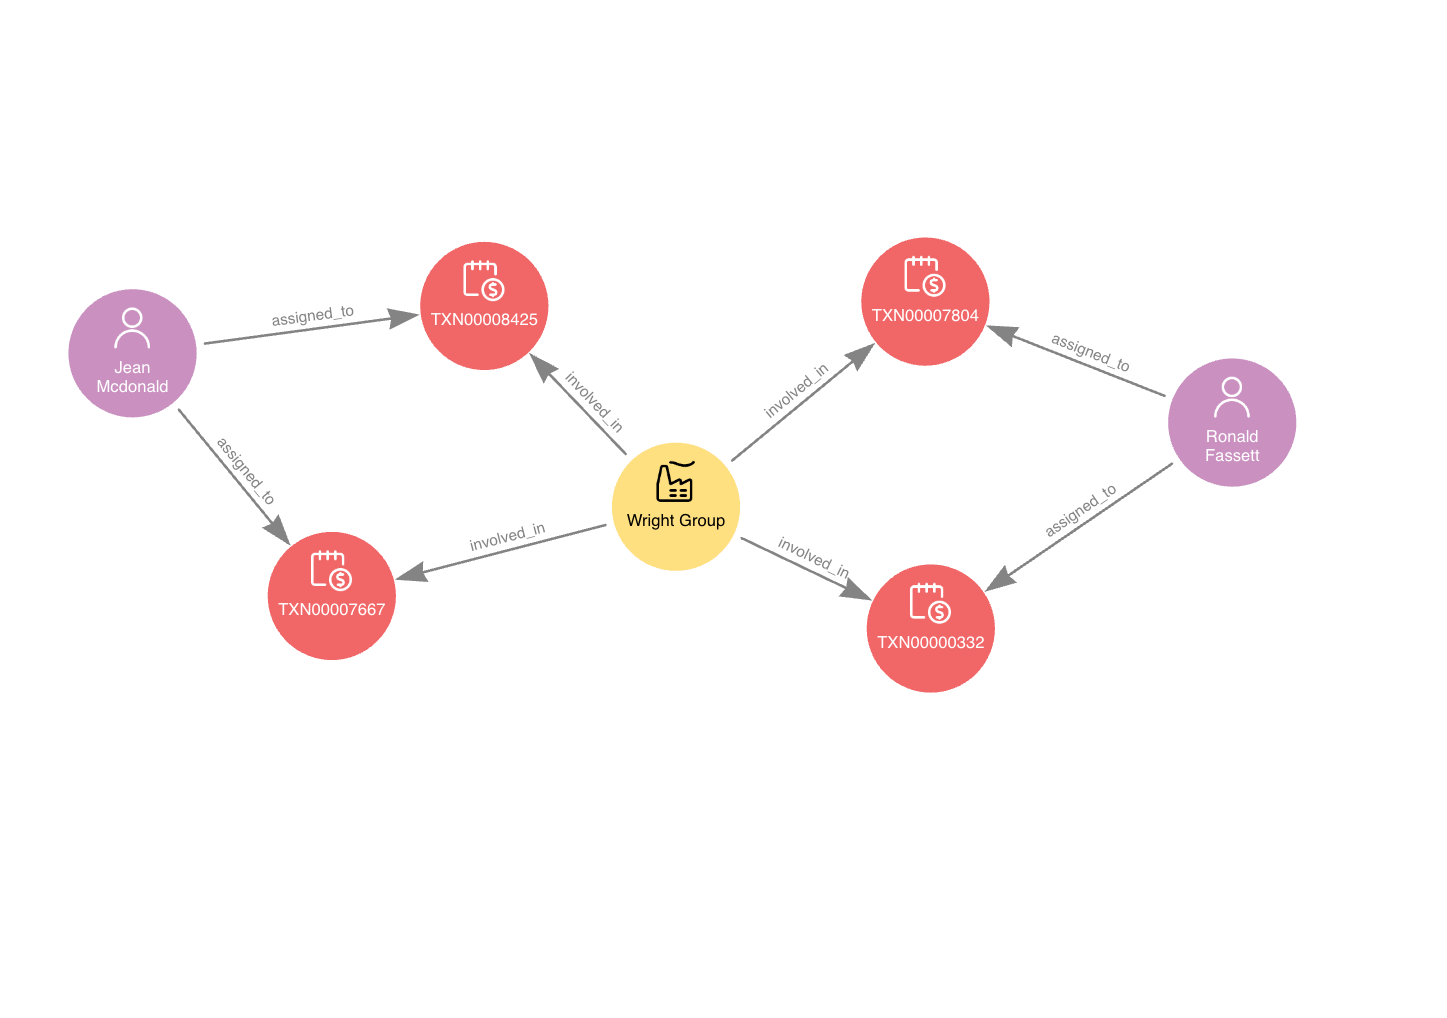 assigned_to
TXN00008425
TXN00007804
assigned_to
Jean
Mcdonald
involved_in
involved_in
Ronald
Fassett
assigned_to
Wright Group
assigned_to
involved_in
involved_in
TXN00007667
TXN00000332